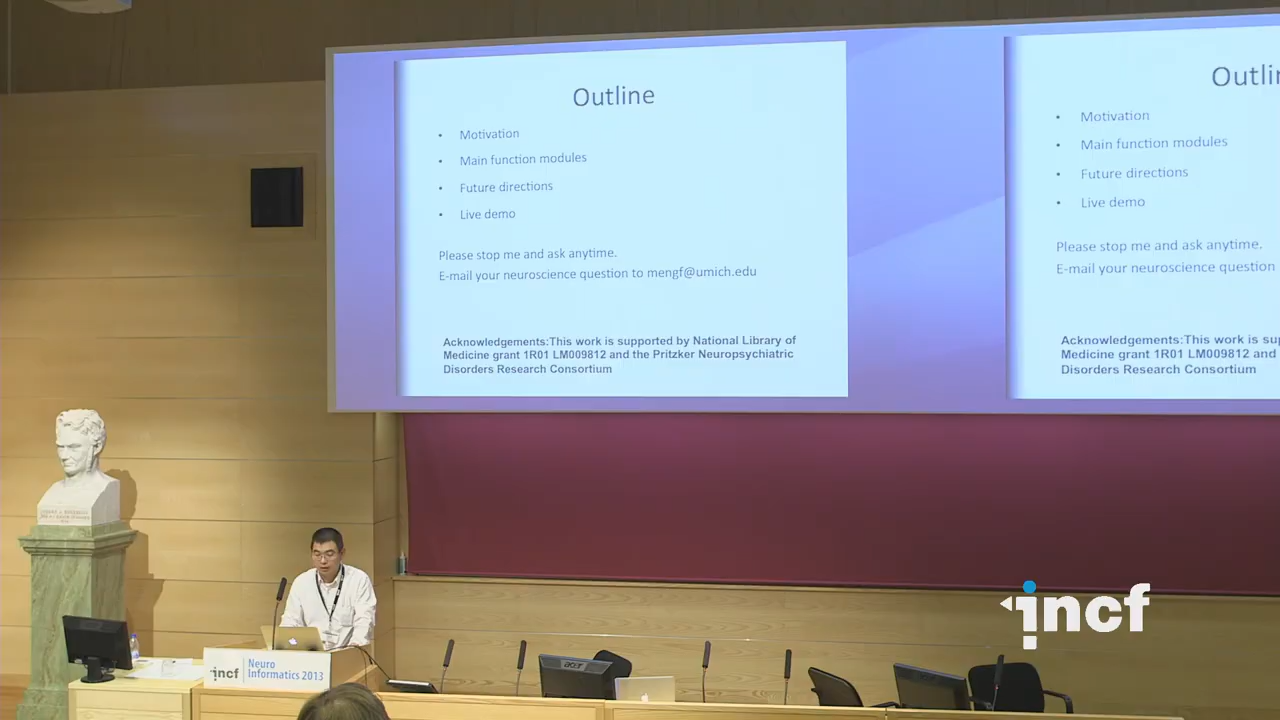 Outline
• Motivation
• Main function modules
• Future directions
• Live demo
Please stop me and ask anytime.
E-mail your neuroscience question to mengf@umich.edu
Acknowledgements:This work is supported by National Library of
Medicine grant 1R01 LM009812 and the Pritzker Neuropsychiatric
Disorders Research Consortium
Outlin
• Motivation
• Main function modules
• Future directions
• Live demo
Please stop me and ask anytime.
E-mail your neuroscience question
Acknowledgements:This work is sup
Medicine grant 1R01 LM009812 and
Disorders Research Consortium
incf
incf
Neuro
Informatics 2013
acer